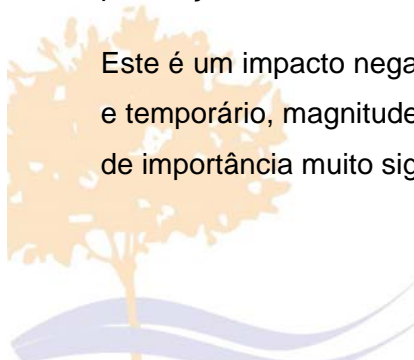 Este é um impacto nega
e temporário, magnitude
de importância muito sig